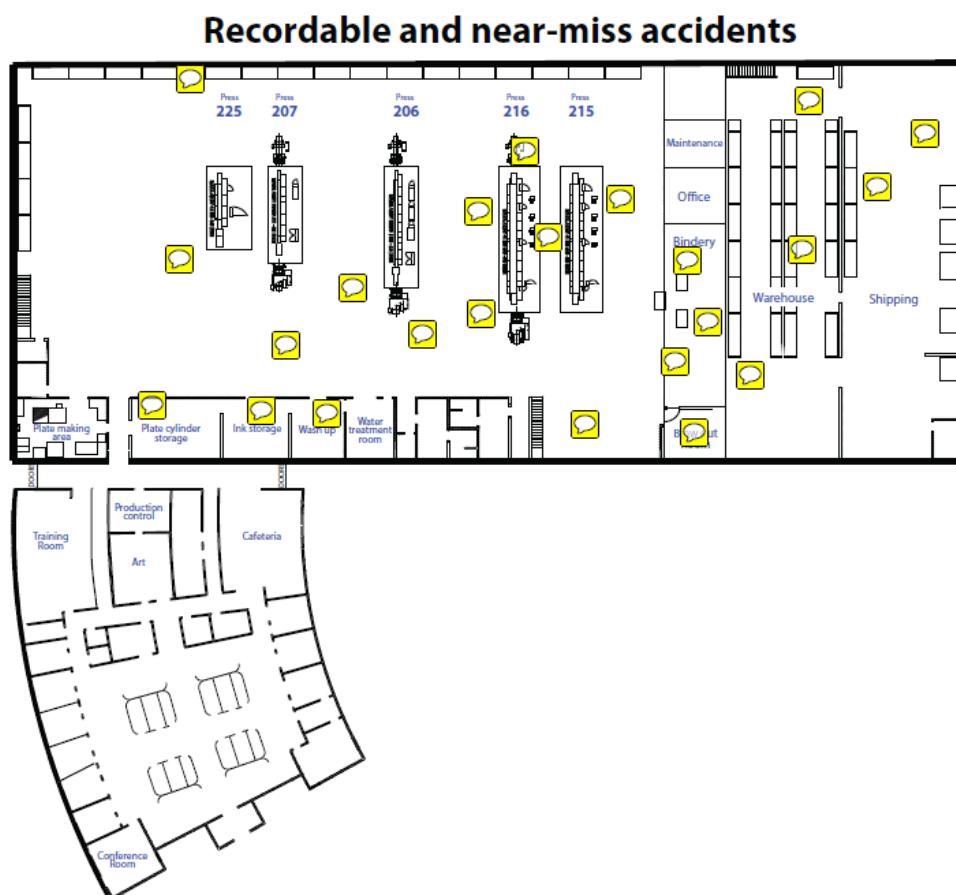 Recordable and near-miss accidents
Press
225
Press
207
Press
206
Press
216
Press
215
Maintenance
Office
Bindery
Warehouse
Shipping
Plate making
area
Plate cylinder
storage
Ink storage
Wash up
Water
treatment
room
DOORS
DOORS
Training
Room
Production
control
Art
Cafeteria
Conference
Room